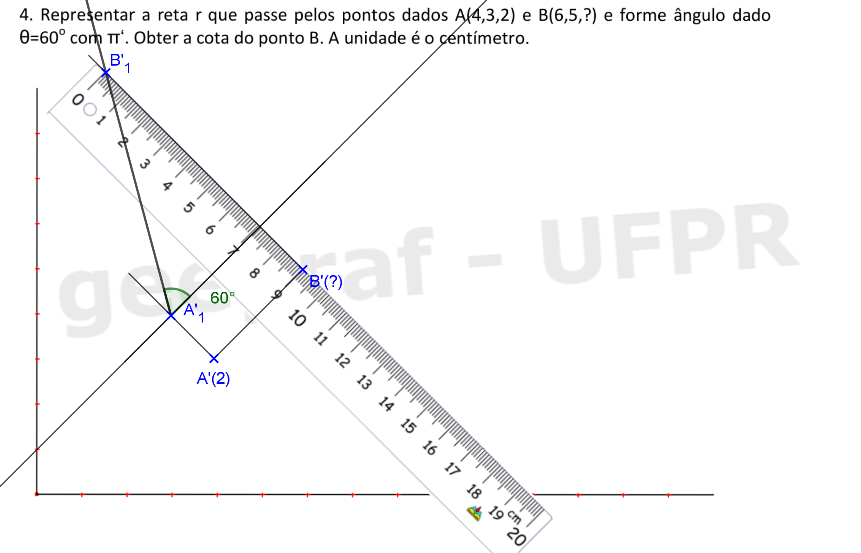 4. Representar a reta r que passe pelos pontos dados A(4,3,2) e B(6,5,?) e forme ângulo dado
θ=60° com π‘. Obter a cota do ponto B. A unidade é o centímetro.
B'1
0 1 2 3 4 5 6 7 8 9 10 11 12 13 14 15 16 17 18 19 20
cm
B'(?)
60°
A'1
A'(2)
geograf - UFPR